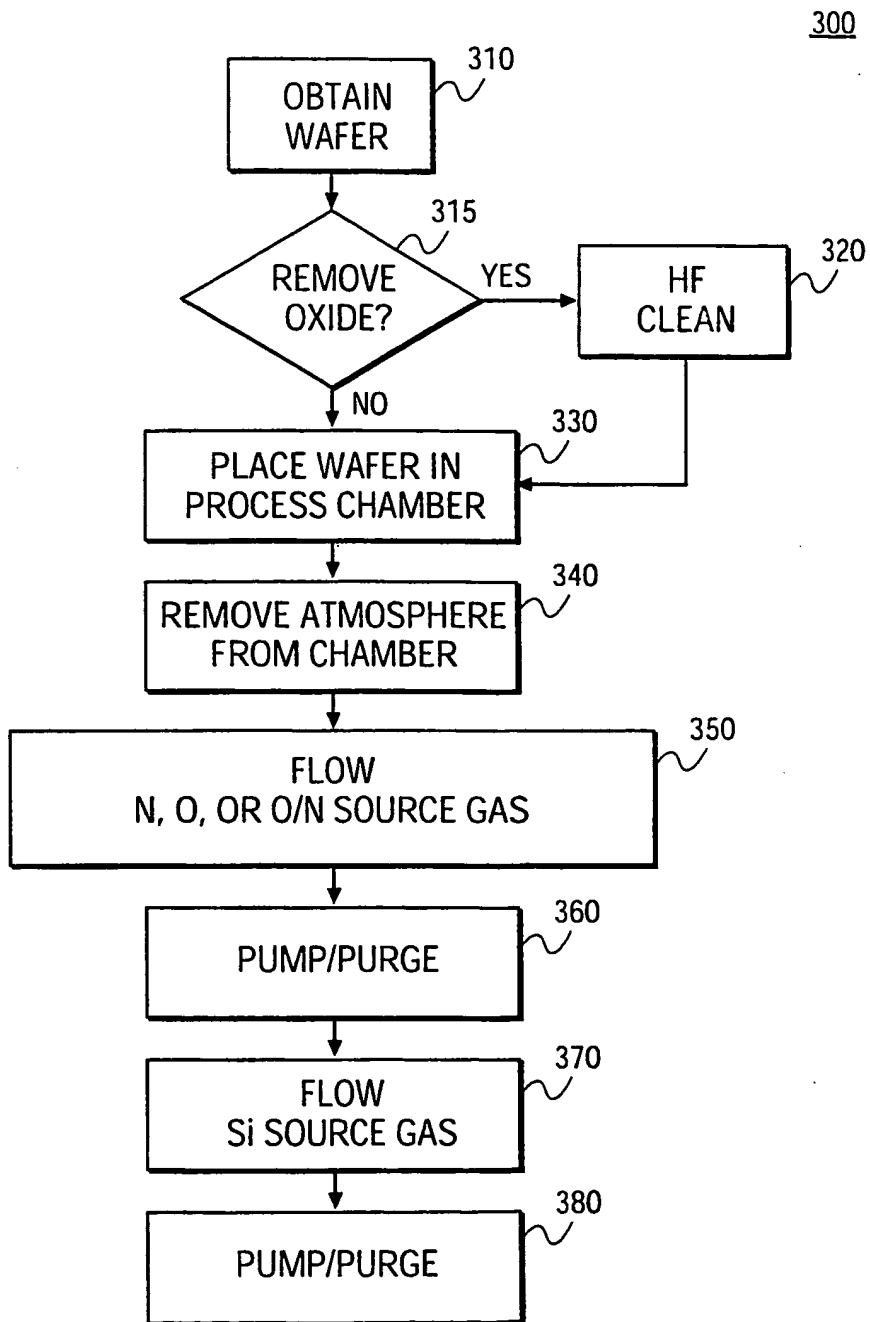 300
310
OBTAIN
WAFER
315
REMOVE
OXIDE?
YES
320
HF
CLEAN
NO
330
PLACE WAFER IN
PROCESS CHAMBER
340
REMOVE ATMOSPHERE
FROM CHAMBER
350
FLOW
N, O, OR O/N SOURCE GAS
360
PUMP/PURGE
370
FLOW
Si SOURCE GAS
380
PUMP/PURGE